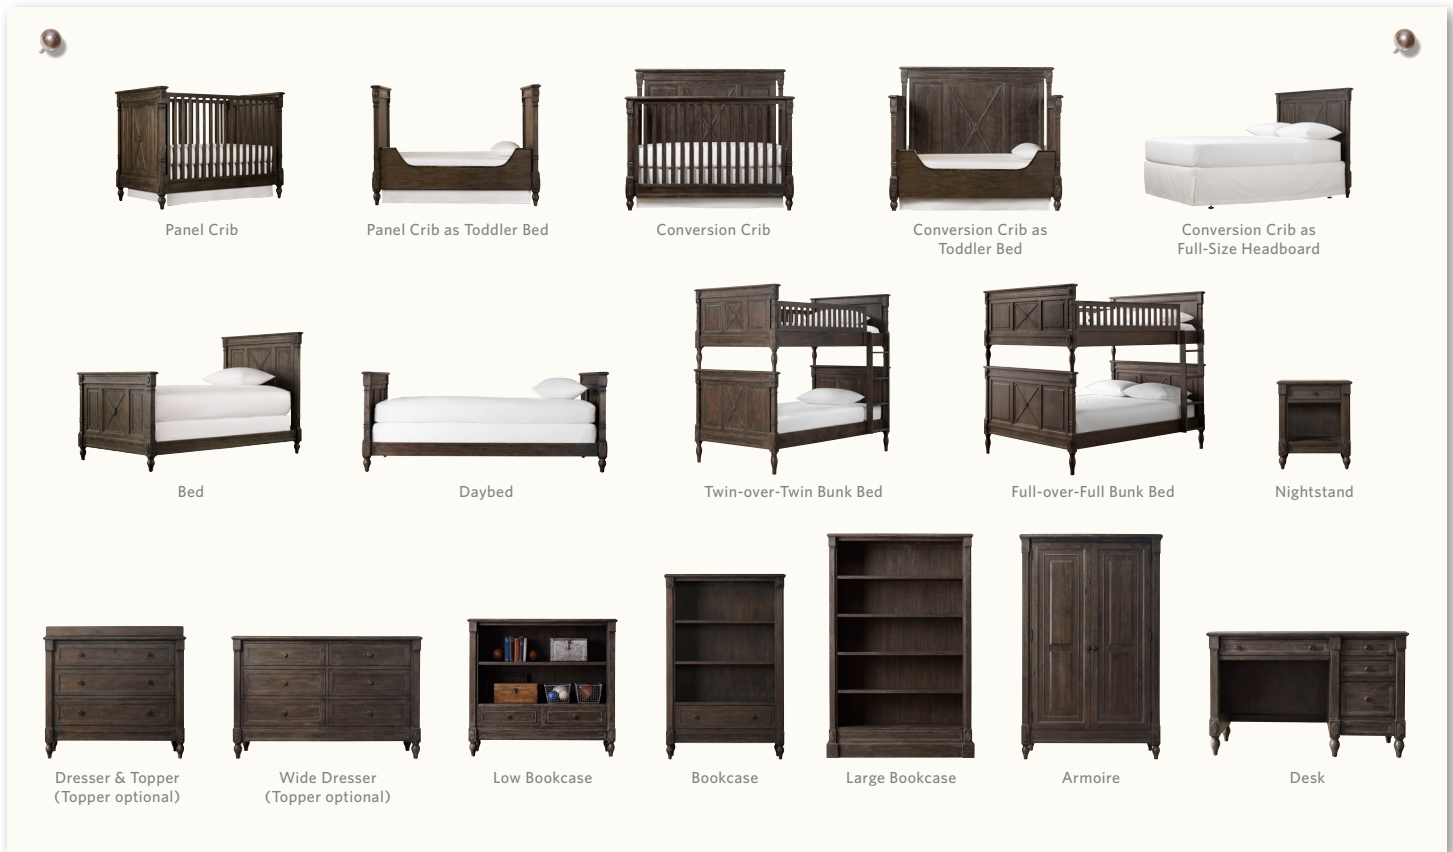 Panel Crib
Panel Crib as Toddler Bed
Conversion Crib
Conversion Crib as
Toddler Bed
Conversion Crib as
Full-Size Headboard
Bed
Daybed
Twin-over-Twin Bunk Bed
Full-over-Full Bunk Bed
Nightstand
Dresser & Topper
(Topper optional)
Wide Dresser
(Topper optional)
Low Bookcase
Bookcase
Large Bookcase
Armoire
Desk